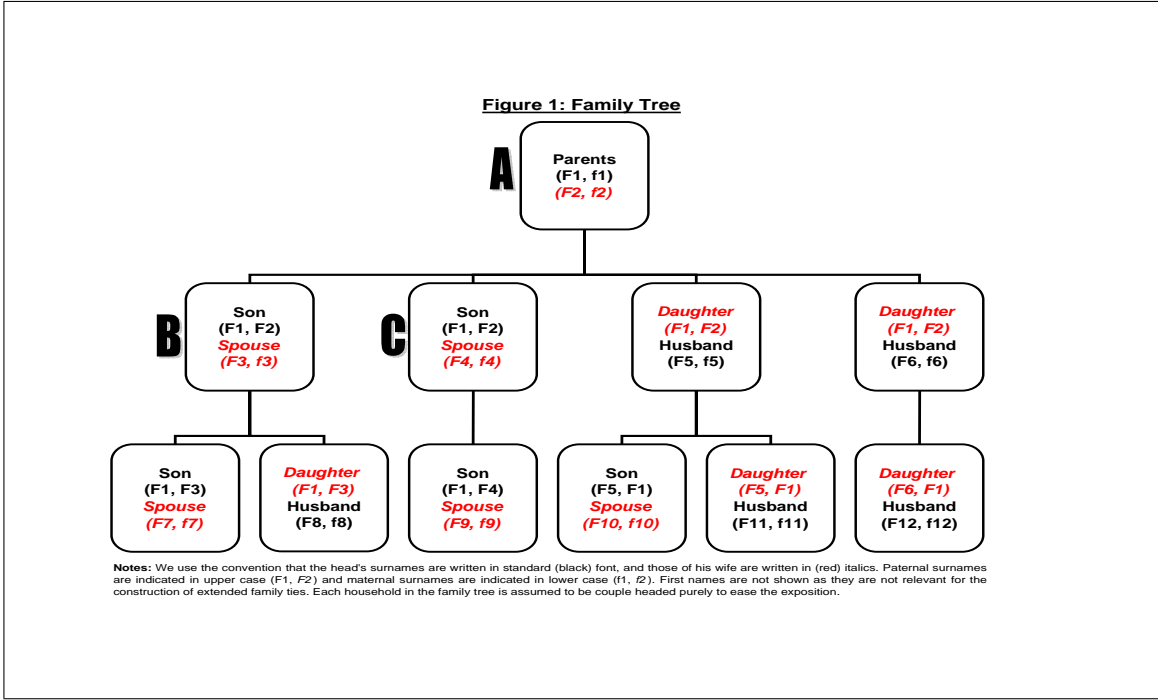 Figure 1: Family Tree
A
Parents
(F1, f1)
(F2, f2)
B
Son
(F1, F2)
Spouse
(F3, f3)
C
Son
(F1, F2)
Spouse
(F4, f4)
Daughter
(F1, F2)
Husband
(F5, f5)
Daughter
(F1, F2)
Husband
(F6, f6)
Son
(F1, F3)
Spouse
(F7, f7)
Daughter
(F1, F3)
Husband
(F8, f8)
Son
(F1, F4)
Spouse
(F9, f9)
Son
(F5, F1)
Spouse
(F10, f10)
Daughter
(F5, F1)
Husband
(F11, f11)
Daughter
(F6, F1)
Husband
(F12, f12)
Notes: We use the convention that the head's surnames are written in standard (black) font, and those of his wife are written in (red) italics. Paternal surnames
are indicated in upper case (F1, F2) and maternal surnames are indicated in lower case (f1, f2). First names are not shown as they are not relevant for the
construction of extended family ties. Each household in the family tree is assumed to be couple headed purely to ease the exposition.